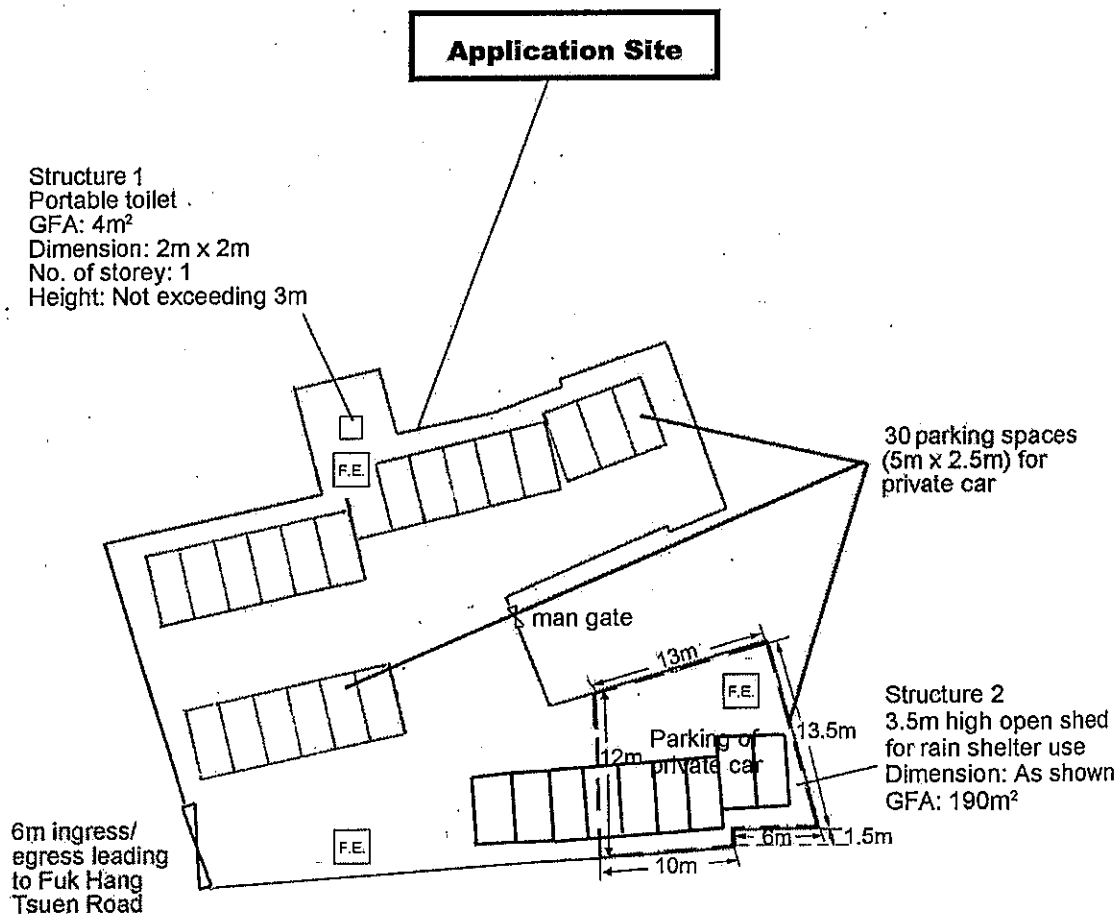 Application Site
Structure 1
Portable toilet
GFA: 4m²
Dimension: 2m x 2m
No. of storey: 1
Height: Not exceeding 3m
F.E.
30 parking spaces
(5m x 2.5m) for
private car
man gate
13m
F.E.
Structure 2
3.5m high open shed
for rain shelter use
Dimension: As shown
GFA: 190m²
13.5m
Parking of
private car
12m
6m ingress/
egress leading
to Fuk Hang
Tsuen Road
F.E.
6m
1.5m
10m